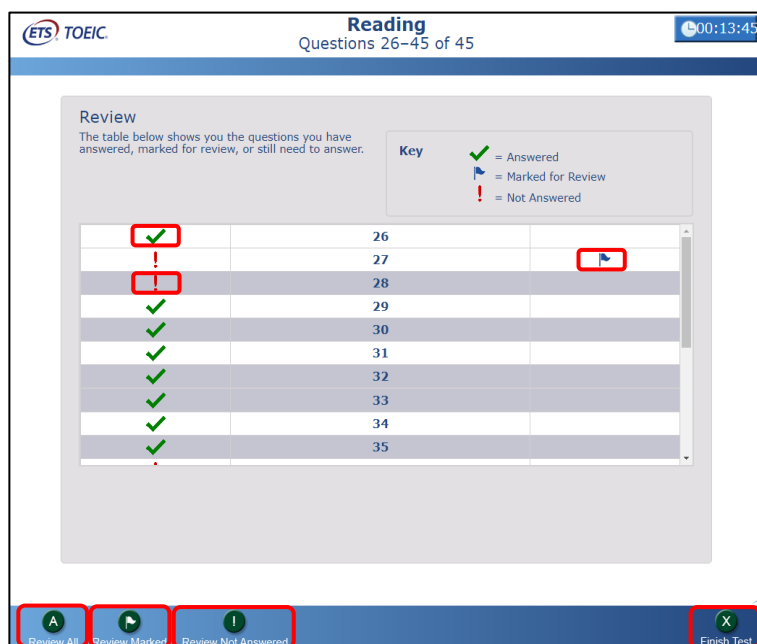 ETS TOEIC.
Reading
Questions 26–45 of 45
00:13:45
Review
The table below shows you the questions you have
answered, marked for review, or still need to answer.
Key
= Answered
= Marked for Review
! = Not Answered
26
! 27
! 28
29
30
31
32
33
34
35
A
!
X
Review All
Review Marked
Review Not Answered
Finish Test